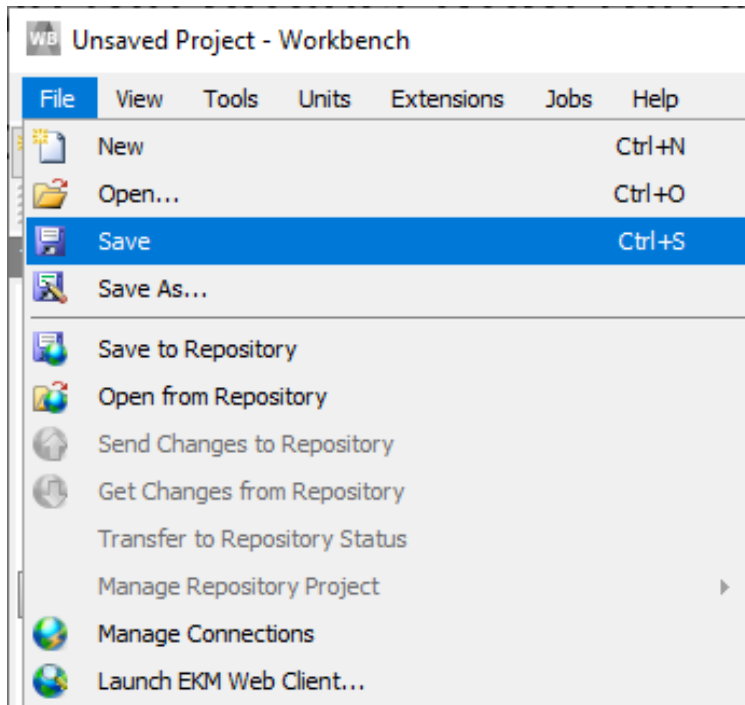 WB Unsaved Project - Workbench
File View Tools Units Extensions Jobs Help
New Ctrl+N
Open... Ctrl+O
Save Ctrl+S
Save As...
Save to Repository
Open from Repository
Send Changes to Repository
Get Changes from Repository
Transfer to Repository Status
Manage Repository Project
Manage Connections
Launch EKM Web Client...